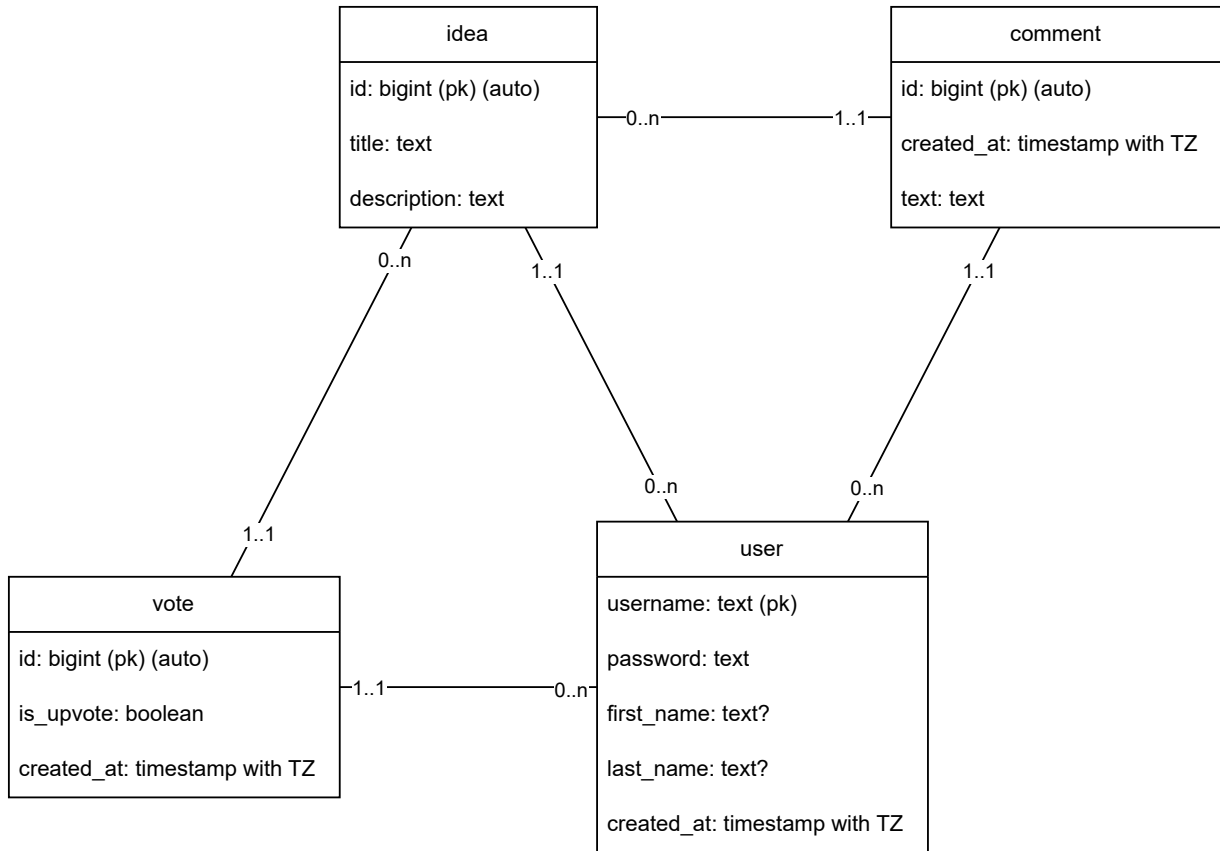 idea
id: bigint (pk) (auto)
title: text
description: text
comment
id: bigint (pk) (auto)
created_at: timestamp with TZ
text: text
0..n
1..1
0..n
1..1
1..1
1..1
0..n
0..n
vote
id: bigint (pk) (auto)
is_upvote: boolean
created_at: timestamp with TZ
1..1
0..n
user
username: text (pk)
password: text
first_name: text?
last_name: text?
created_at: timestamp with TZ